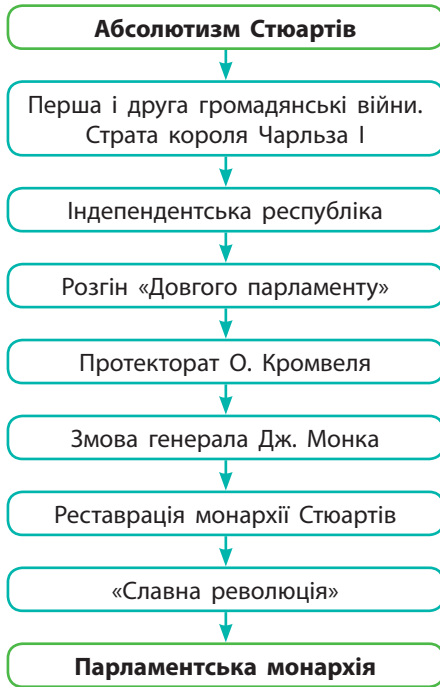 Абсолютизм Стюартів
Перша і друга громадянські війни.
Страта короля Чарльза І
Індепендентська республіка
Розгін «Довгого парламенту»
Протекторат О. Кромвеля
Змова генерала Дж. Монка
Реставрація монархії Стюартів
«Славна революція»
Парламентська монархія